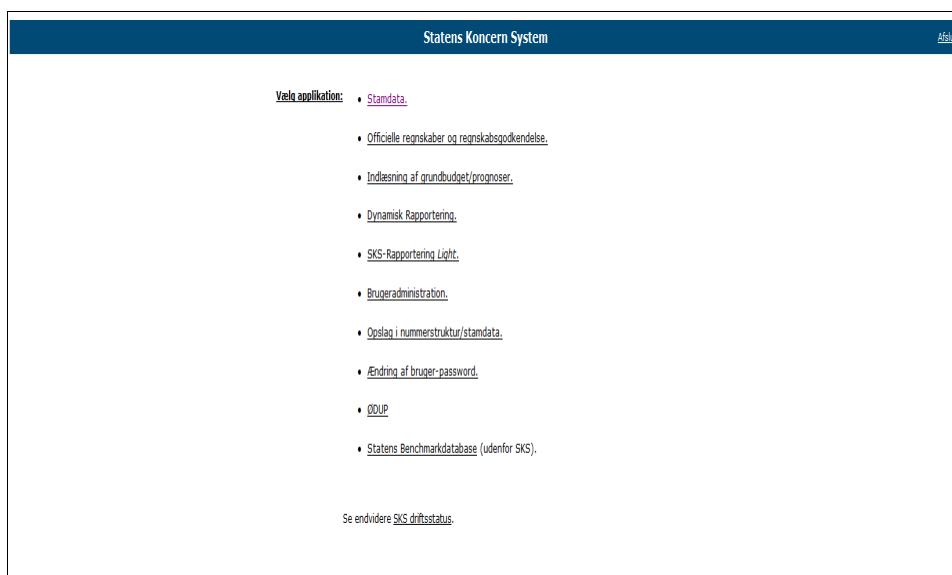 Statens Koncern System
Vælg applikation:
• Stamdata.
• Officielle regnskaber og regnskabsgodkendelse.
• Indlæsning af grundbudget/prognoser.
• Dynamisk Rapportering.
• SKS-Rapportering Light.
• Brugeradministration.
• Opslag i nummerstruktur/stamdata.
• Ændring af bruger-password.
• ØDUP
• Statens Benchmarkdatabase (udenfor SKS).
Se endvidere SKS driftsstatus.